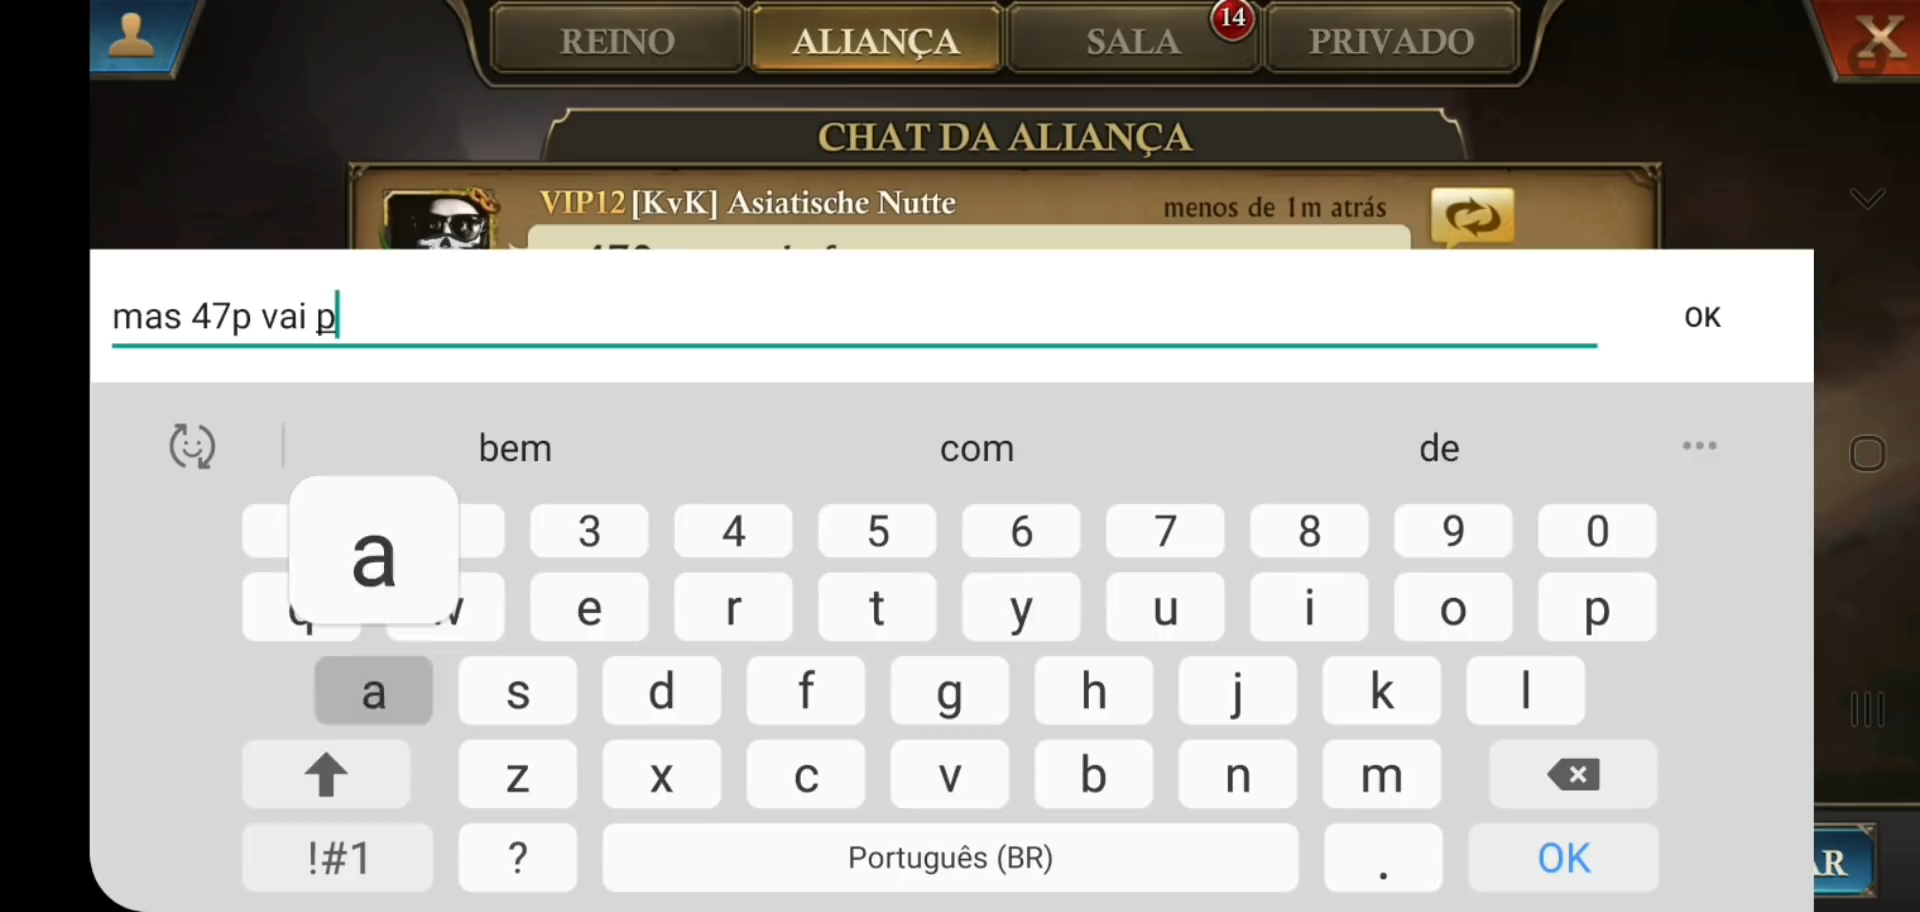 REINO
ALIANÇA
SALA
14
PRIVADO
CHAT DA ALIANÇA
VIP12 [KvK] Asiatische Nutte
menos de 1m atrás
mas 47p vai p
OK
bem
com
de
a
3 4 5 6 7 8 9 0
q w e r t y u i o p
a s d f g h j k l
z x c v b n m
!#1 ? Português (BR) . OK
AR